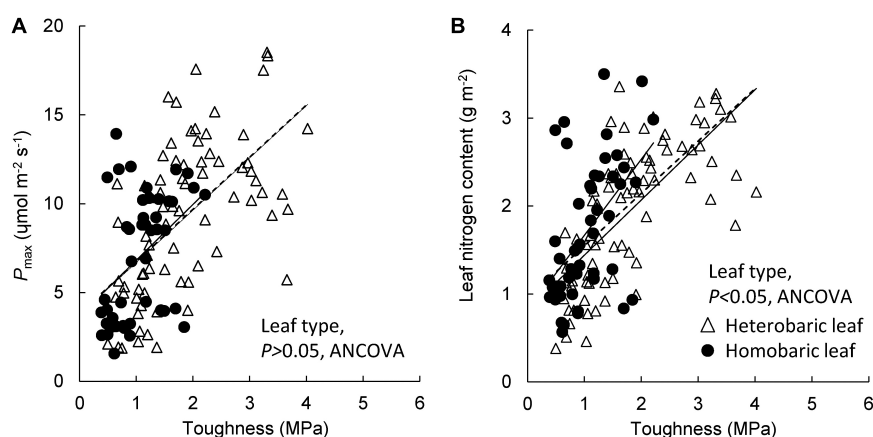 A
P max (μmol m-2 s-1)
20
15
10
5
0
0 1 2 3 4 5 6
Toughness (MPa)
Leaf type,
P>0.05, ANCOVA
B
Leaf nitrogen content (g m-2)
4
3
2
1
0
0 1 2 3 4 5 6
Toughness (MPa)
Leaf type,
P<0.05, ANCOVA
Heterobaric leaf
Homobaric leaf